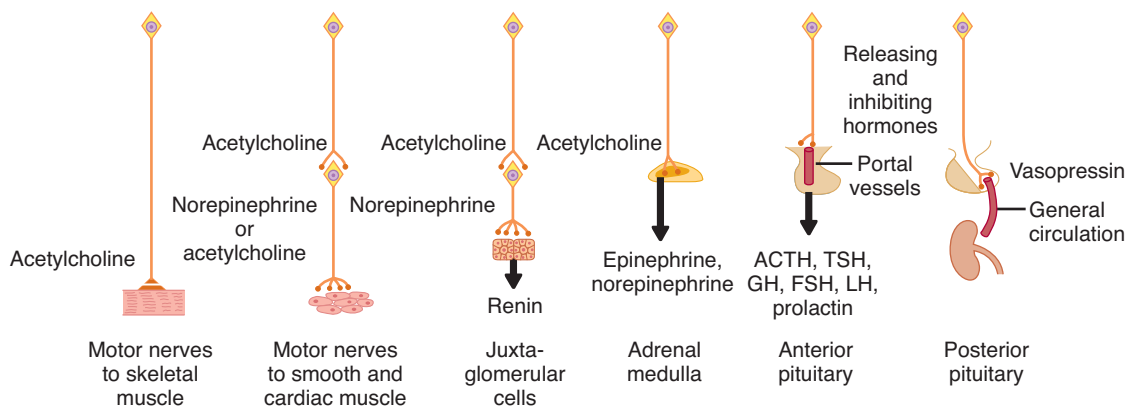 Acetylcholine
Motor nerves
to skeletal
muscle
Acetylcholine
Norepinephrine
or
acetylcholine
Motor nerves
to smooth and
cardiac muscle
Acetylcholine
Norepinephrine
Renin
Juxta-
glomerular
cells
Acetylcholine
Epinephrine,
norepinephrine
Adrenal
medulla
Releasing
and
inhibiting
hormones
Portal
vessels
ACTH, TSH,
GH, FSH, LH,
prolactin
Anterior
pituitary
Vasopressin
General
circulation
Posterior
pituitary